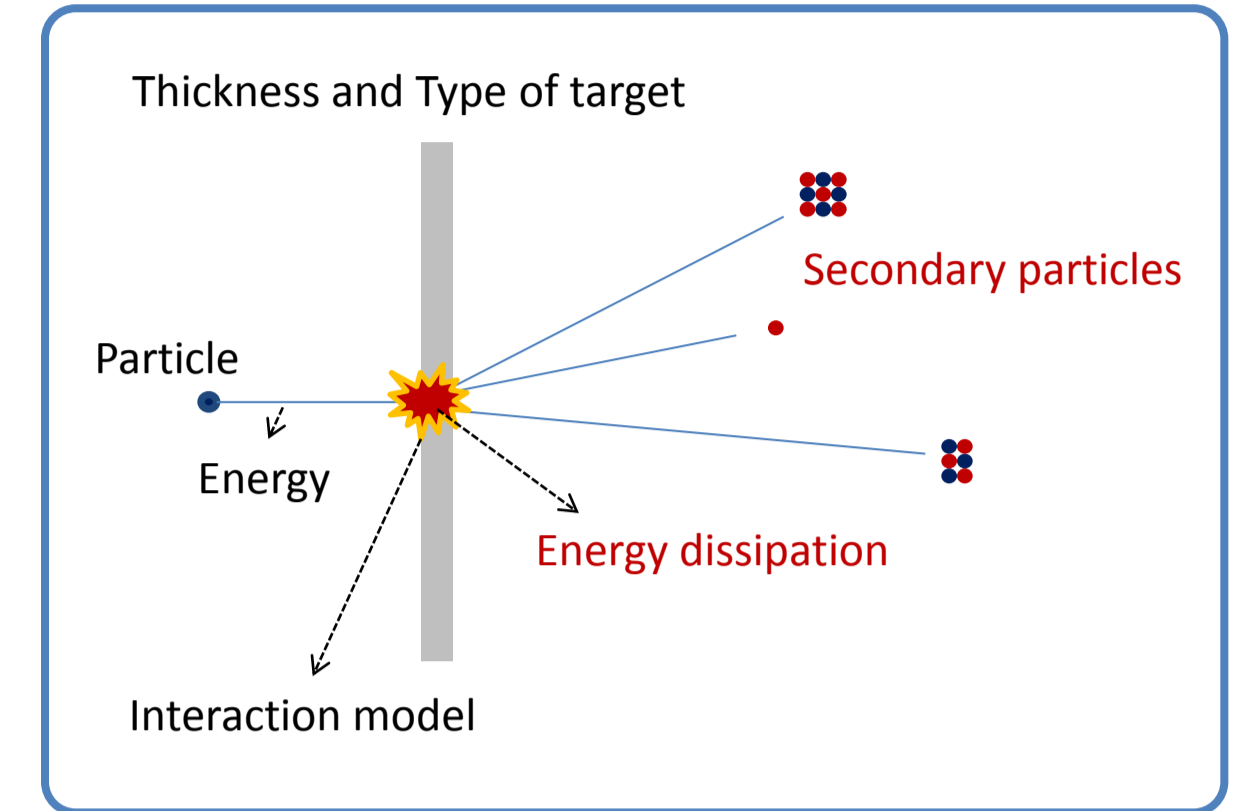 Thickness and Type of target
Secondary particles
Particle
Energy
Energy dissipation
Interaction model